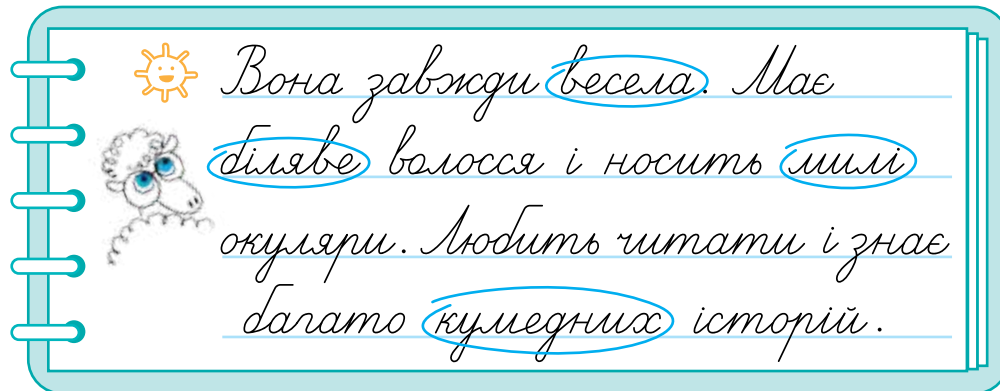 Вона завжди весела. Має
біляве волосся і носить милі
окуляри. Любить читати і знає
багато кумедних історій.